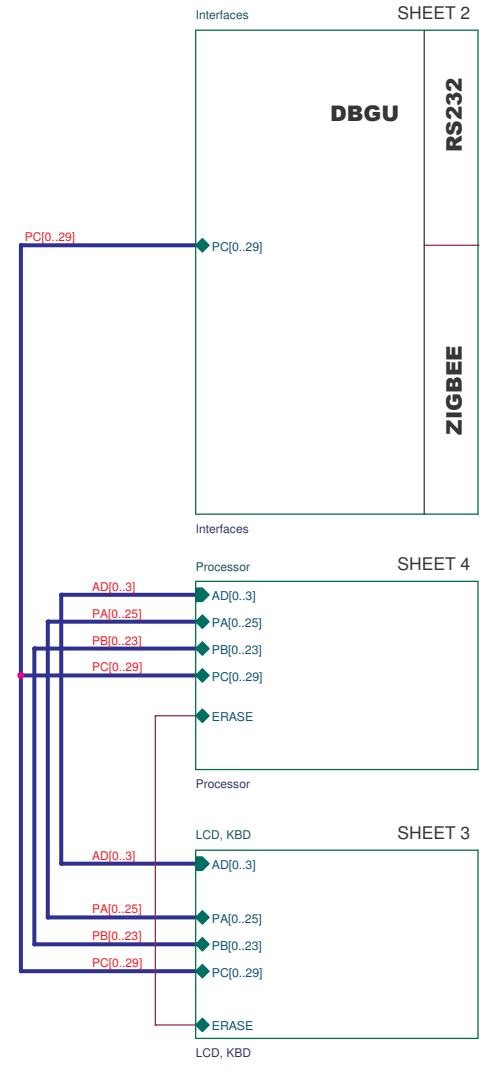 Interfaces
SHEET 2
DBGU
RS232
PC[0..29]
PC[0..29]
ZIGBEE
Interfaces
Processor
SHEET 4
AD[0..3]
AD[0..3]
PA[0..25]
PA[0..25]
PB[0..23]
PB[0..23]
PC[0..29]
PC[0..29]
ERASE
Processor
LCD, KBD
SHEET 3
AD[0..3]
AD[0..3]
PA[0..25]
PA[0..25]
PB[0..23]
PB[0..23]
PC[0..29]
PC[0..29]
ERASE
LCD, KBD